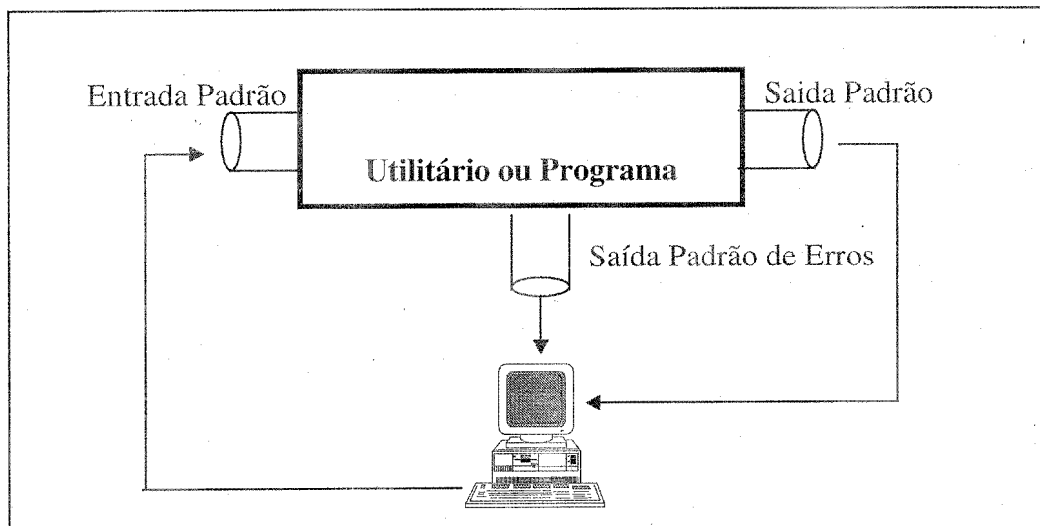 Entrada Padrão
Saida Padrão
Utilitário ou Programa
Saída Padrão de Erros